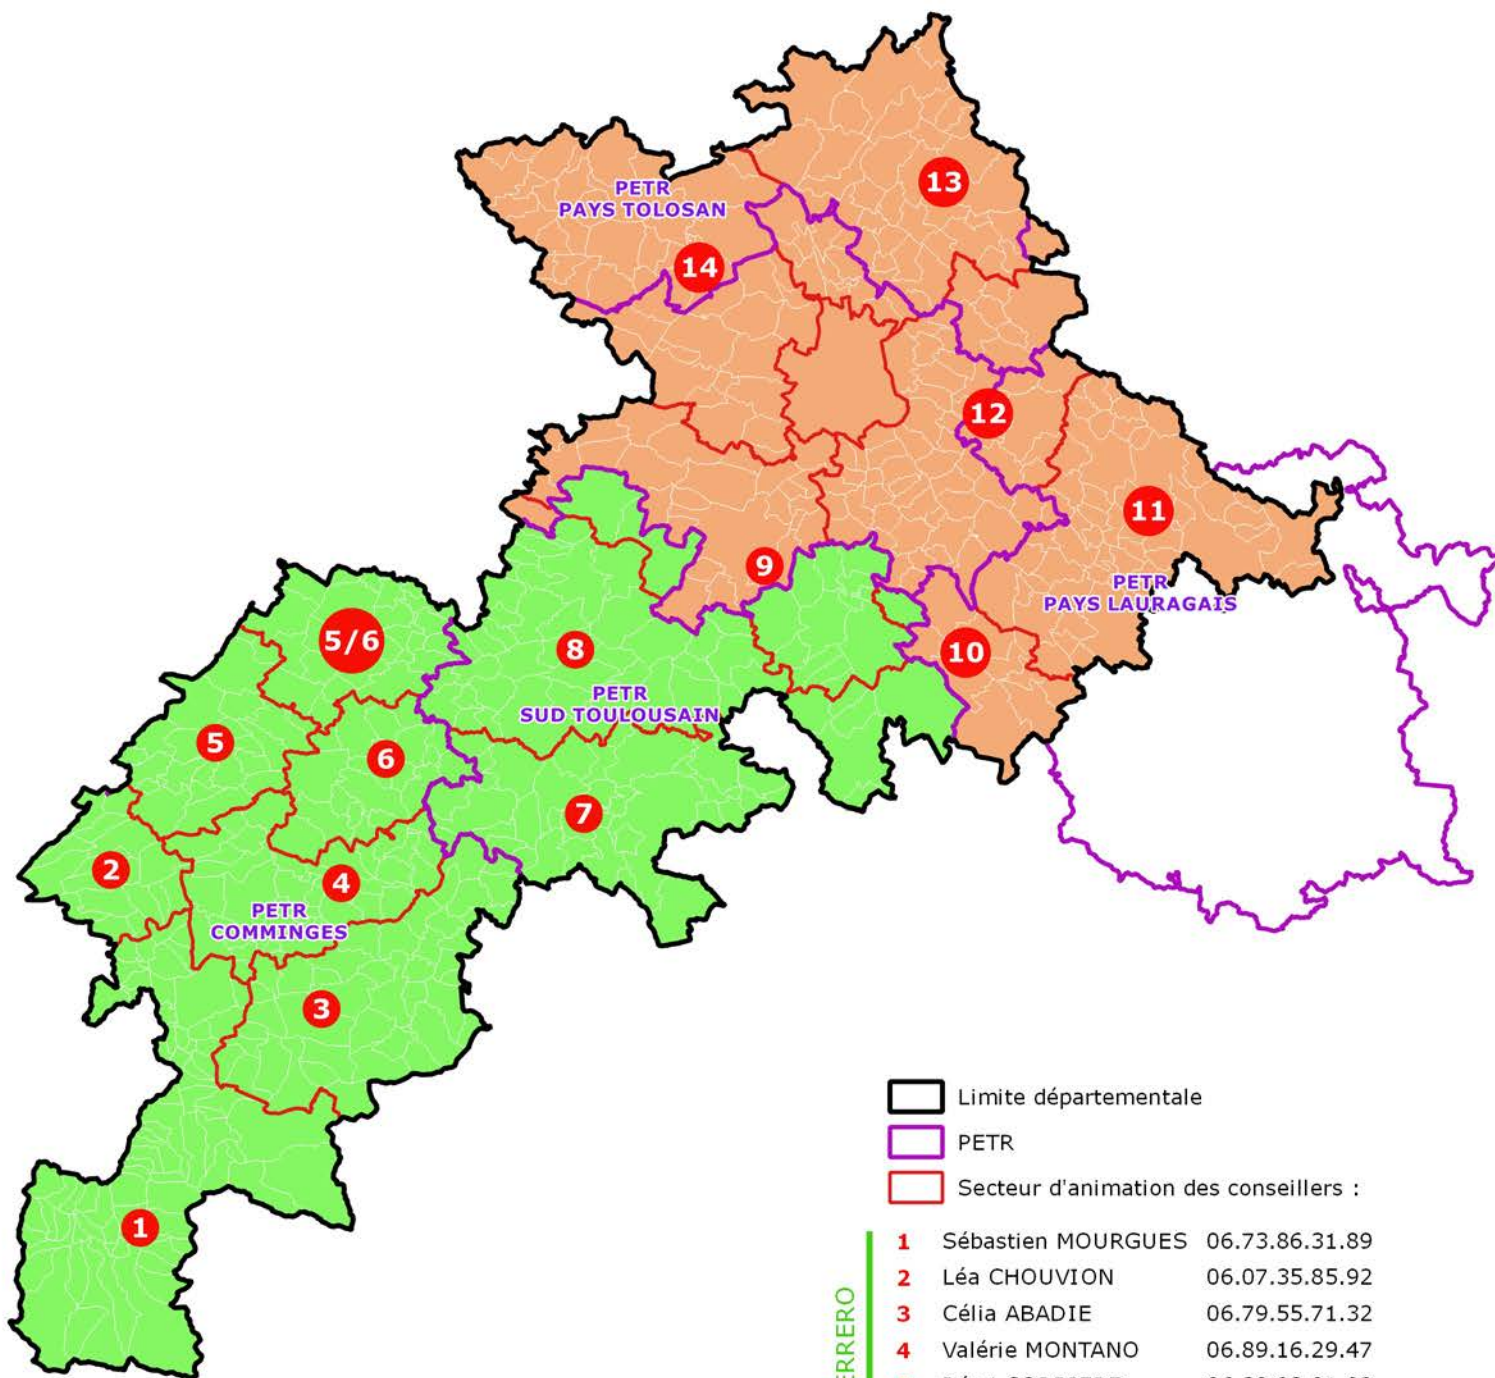 13
PETR
PAYS TOLOSAN
14
12
11
9
PETR
PAYS LAURAGAIS
5/6
8
10
PETR
SUD TOULOUSAIN
5
6
7
2
4
PETR
COMMINGES
3
1
Limite départementale
PETR
Secteur d'animation des conseillers :
1 Sébastien MOURGUES 06.73.86.31.89
2 Léa CHOUVION 06.07.35.85.92
3 Célia ABADIE 06.79.55.71.32
4 Valérie MONTANO 06.89.16.29.47